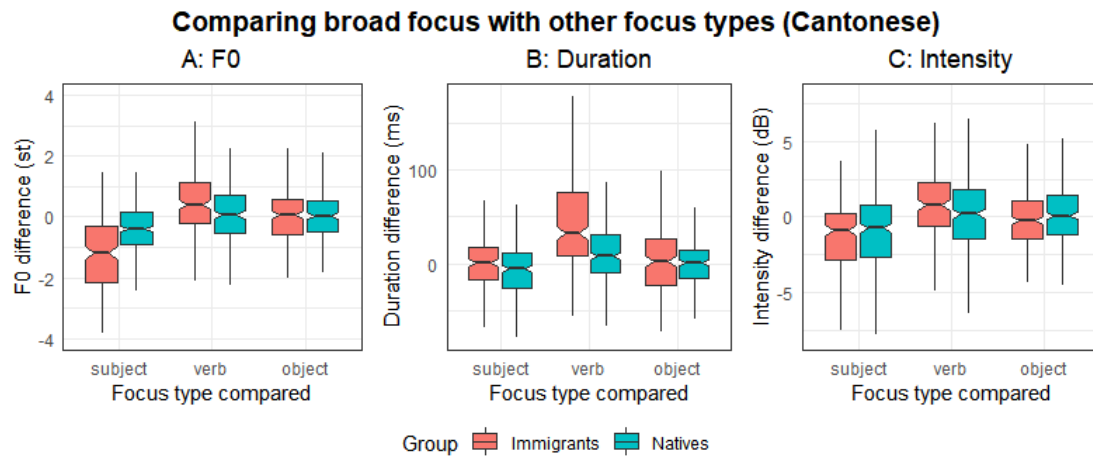 Comparing broad focus with other focus types (Cantonese)
A: F0
F0 difference (st)
4
2
0
-2
-4
subject verb object
Focus type compared
B: Duration
Duration difference (ms)
100
0
subject verb object
Focus type compared
C: Intensity
Intensity difference (dB)
5
0
-5
subject verb object
Focus type compared
Group Immigrants Natives